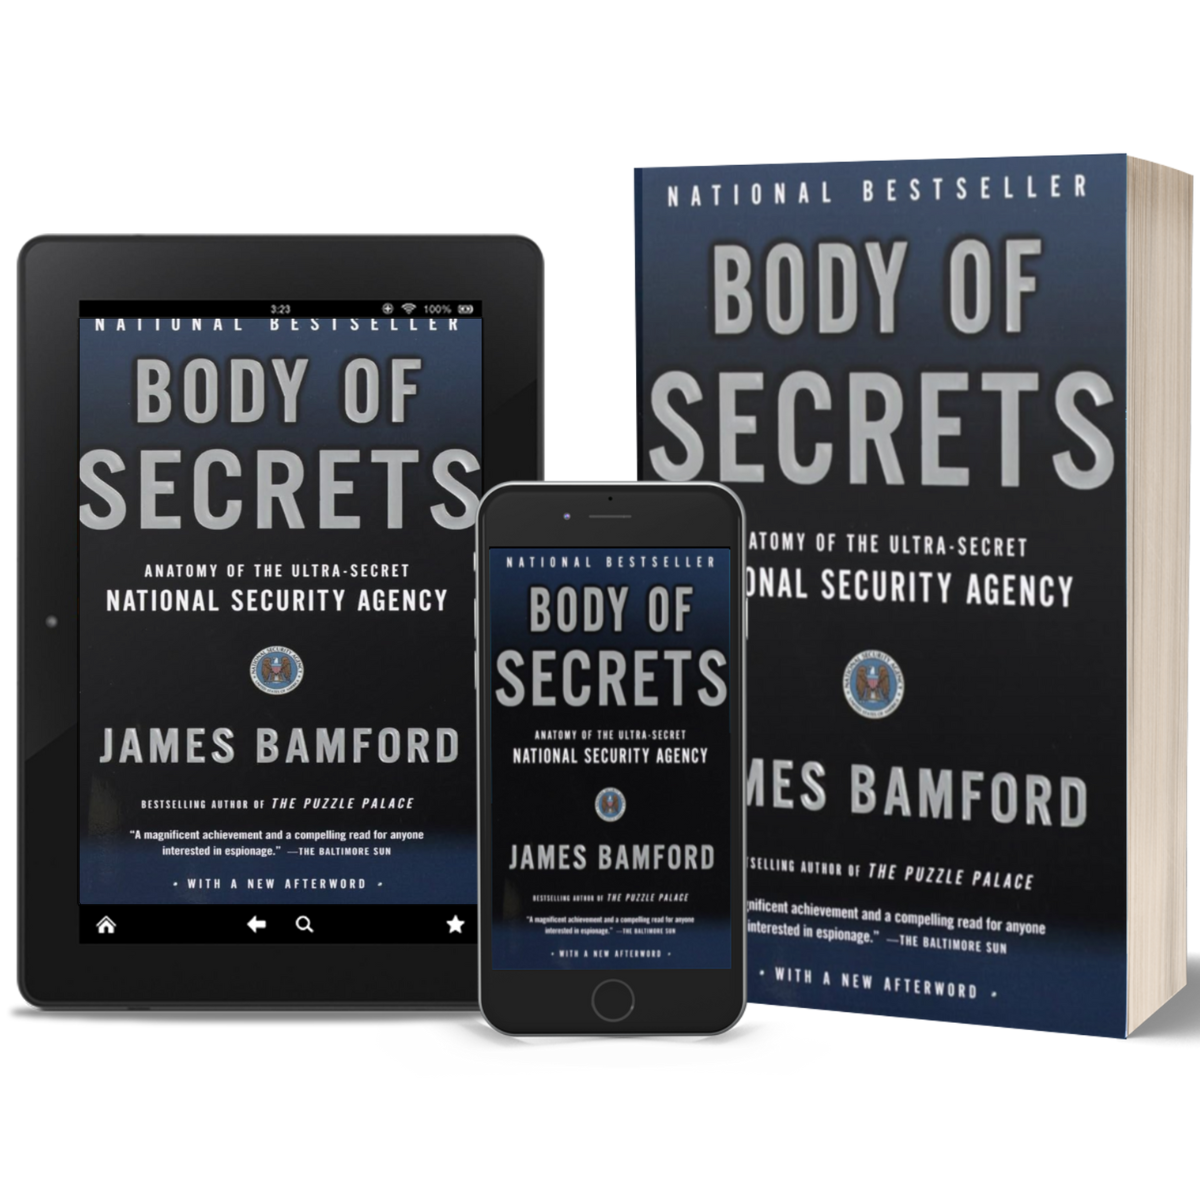 3:23
100%
NATIONAL BESTSELLER
BODY OF
SECRETS
ANATOMY OF THE ULTRA-SECRET
NATIONAL SECURITY AGENCY
JAMES BAMFORD
BESTSELLING AUTHOR OF THE PUZZLE PALACE
“A magnificent achievement and a compelling read for anyone
interested in espionage.” —THE BALTIMORE SUN
• WITH A NEW AFTERWORD •
NATIONAL BESTSELLER
BODY OF
SECRETS
ANATOMY OF THE ULTRA-SECRET
NATIONAL SECURITY AGENCY
JAMES BAMFORD
BESTSELLING AUTHOR OF THE PUZZLE PALACE
“A magnificent achievement and a compelling read for anyone
interested in espionage.” —THE BALTIMORE SUN
• WITH A NEW AFTERWORD •
NATIONAL BESTSELLER
BODY OF
SECRETS
ATOMY OF THE ULTRA-SECRET
ONAL SECURITY AGENCY
MES BAMFORD
TSELLING AUTHOR OF THE PUZZLE PALACE
gnificent achievement and a compelling read for anyone
interested in espionage.” —THE BALTIMORE SUN
• WITH A NEW AFTERWORD •